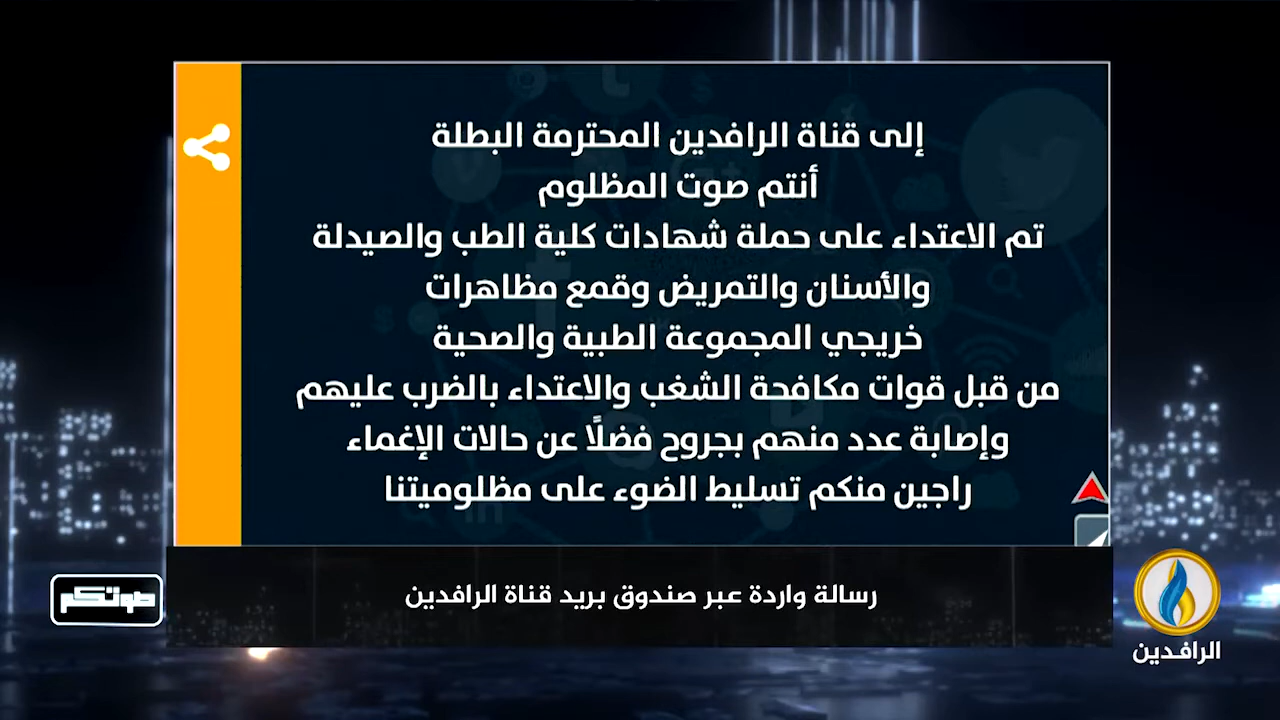 إلى قناة الرافدين المحترمة البطلة
أنتم صوت المظلوم
تم الاعتداء على حملة شهادات كلية الطب والصيدلة
والأسنان والتمريض وقمع مظاهرات
خريجي المجموعة الطبية والصحية
من قبل قوات مكافحة الشغب والاعتداء بالضرب عليهم
وإصابة عدد منهم بجروح فضلًا عن حالات الإغماء
راجين منكم تسليط الضوء على مظلوميتنا
رسالة واردة عبر صندوق بريد قناة الرافدين
صوتكم
الرافدين